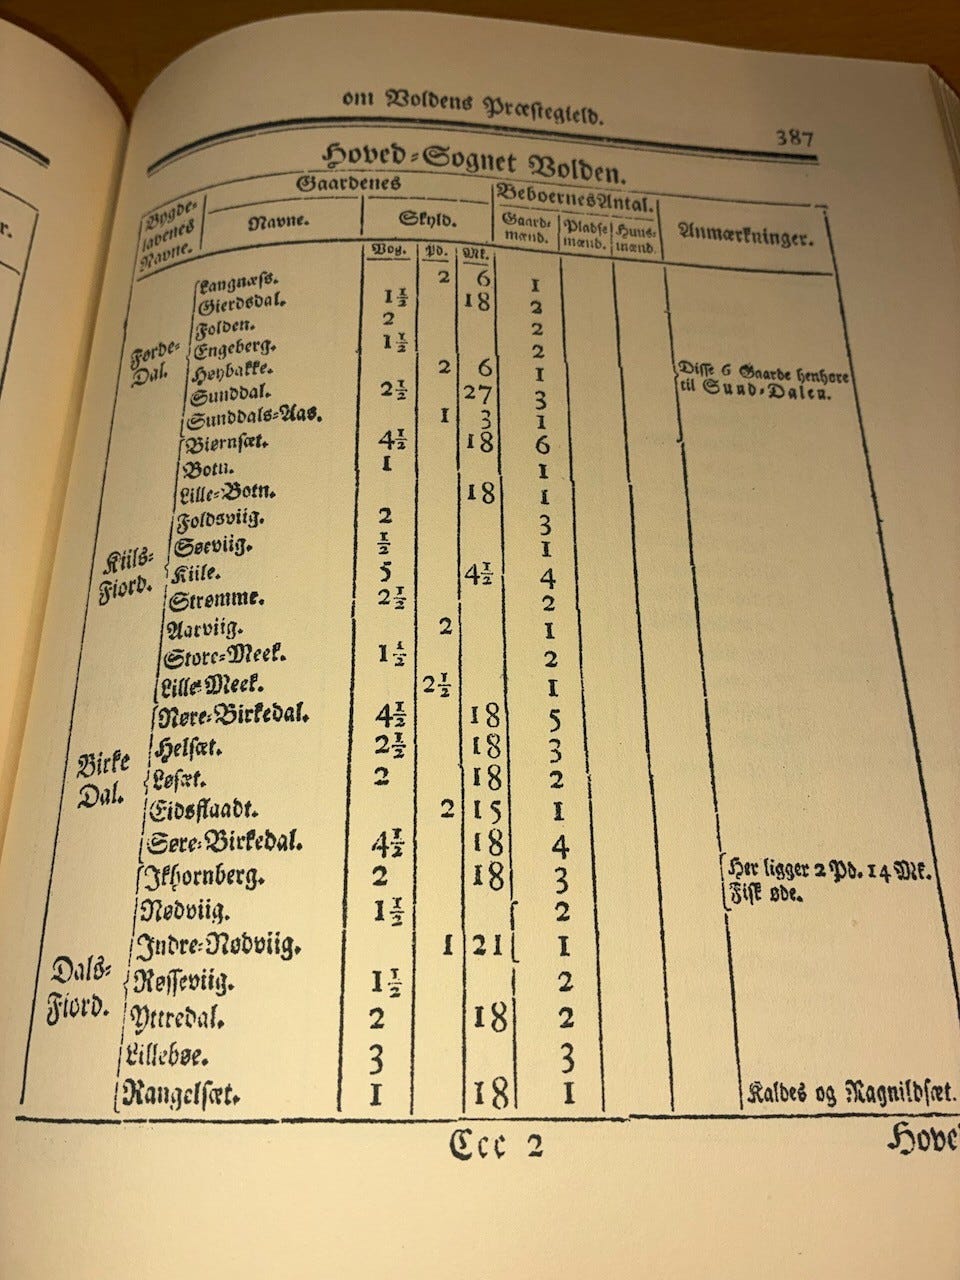 r.
om Voldens Præstegield.
387
Hoved-Sognet Volden.
Bygde-lavenes Navne. Gaardenes BeboernesAntal. Anmærkninger.
Navne. Skyld. Gaard-mænd. Pladse mænd. Huus-mænd.
Vog. Pd. Mk.
Førde-Dal.
Langnæss. 2 6 1
Gierdsdal. 1½ 18 2
Folden. 2 2
Engeberg. 1½ 2
Høybakke. 2 6 1
Sunddal. 2½ 27 3
Sunddals-Aas. 1 3 1
Disse 6 Gaarde henhøre
til Sund-Dalen.
Kiils-Fiord.
Biørnsæt. 4½ 18 6
Botn. 1 1
Lille-Botn. 18 1
Foldsviig. 2 3
Søeviig. ½ 1
Kiile. 5 4½ 4
Strømme. 2½ 2
Aarviig. 2 1
Store-Meek. 1½ 2
Lille-Meek. 2½ 1
Birke Dal.
Nøre-Birkedal. 4½ 18 5
Helsæt. 2½ 18 3
Løsæt. 2 18 2
Eidsflaadt. 2 15 1
Søre-Birkedal. 4½ 18 4
Dals-Fiord.
Ikhornberg. 2 18 3
Her ligger 2 Pd. 14 Mk.
Fisk øde.
Nødviig. 1½ 2
Indre-Nødviig. 1 21 1
Røsseviig. 1½ 2
Yttredal. 2 18 2
Lillebøe. 3 3
Rangelsæt. 1 18 1 Kaldes og Magnildsæt.
Ccc 2
Hove